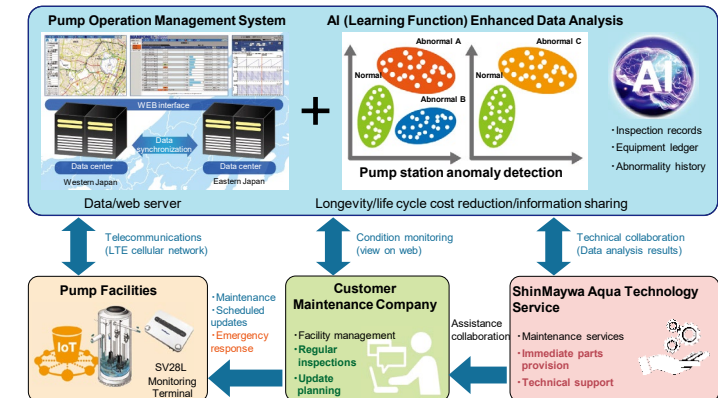 Pump Operation Management System
AI (Learning Function) Enhanced Data Analysis
WEB interface
Data
synchronization
Data center
Data center
Western Japan
Eastern Japan
Abnormal A
Normal
Abnormal B
Abnormal C
Normal
Pump station anomaly detection
AI
・Inspection records
・Equipment ledger
・Abnormality history
Data/web server
Longevity/life cycle cost reduction/information sharing
Telecommunications
(LTE cellular network)
Condition monitoring
(view on web)
Technical collaboration
(Data analysis results)
Pump Facilities
IoT
SV28L
Monitoring
Terminal
・Maintenance
・Scheduled
updates
・Emergency
response
Customer
Maintenance Company
・Facility management
・Regular
inspections
・Update
planning
Assistance
collaboration
ShinMaywa Aqua Technology
Service
・Maintenance services
・Immediate parts
provision
・Technical support